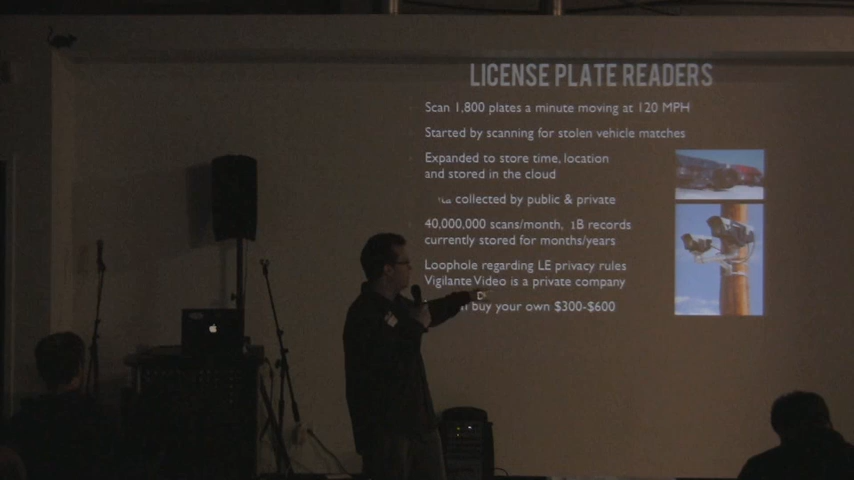 LICENSE PLATE READERS
Scan 1,800 plates a minute moving at 120 MPH
Started by scanning for stolen vehicle matches
Expanded to store time, location
and stored in the cloud
collected by public & private
40,000,000 scans/month, 1B records
currently stored for months/years
Loophole regarding LE privacy rules
Vigilante Video is a private company
buy your own $300-$600